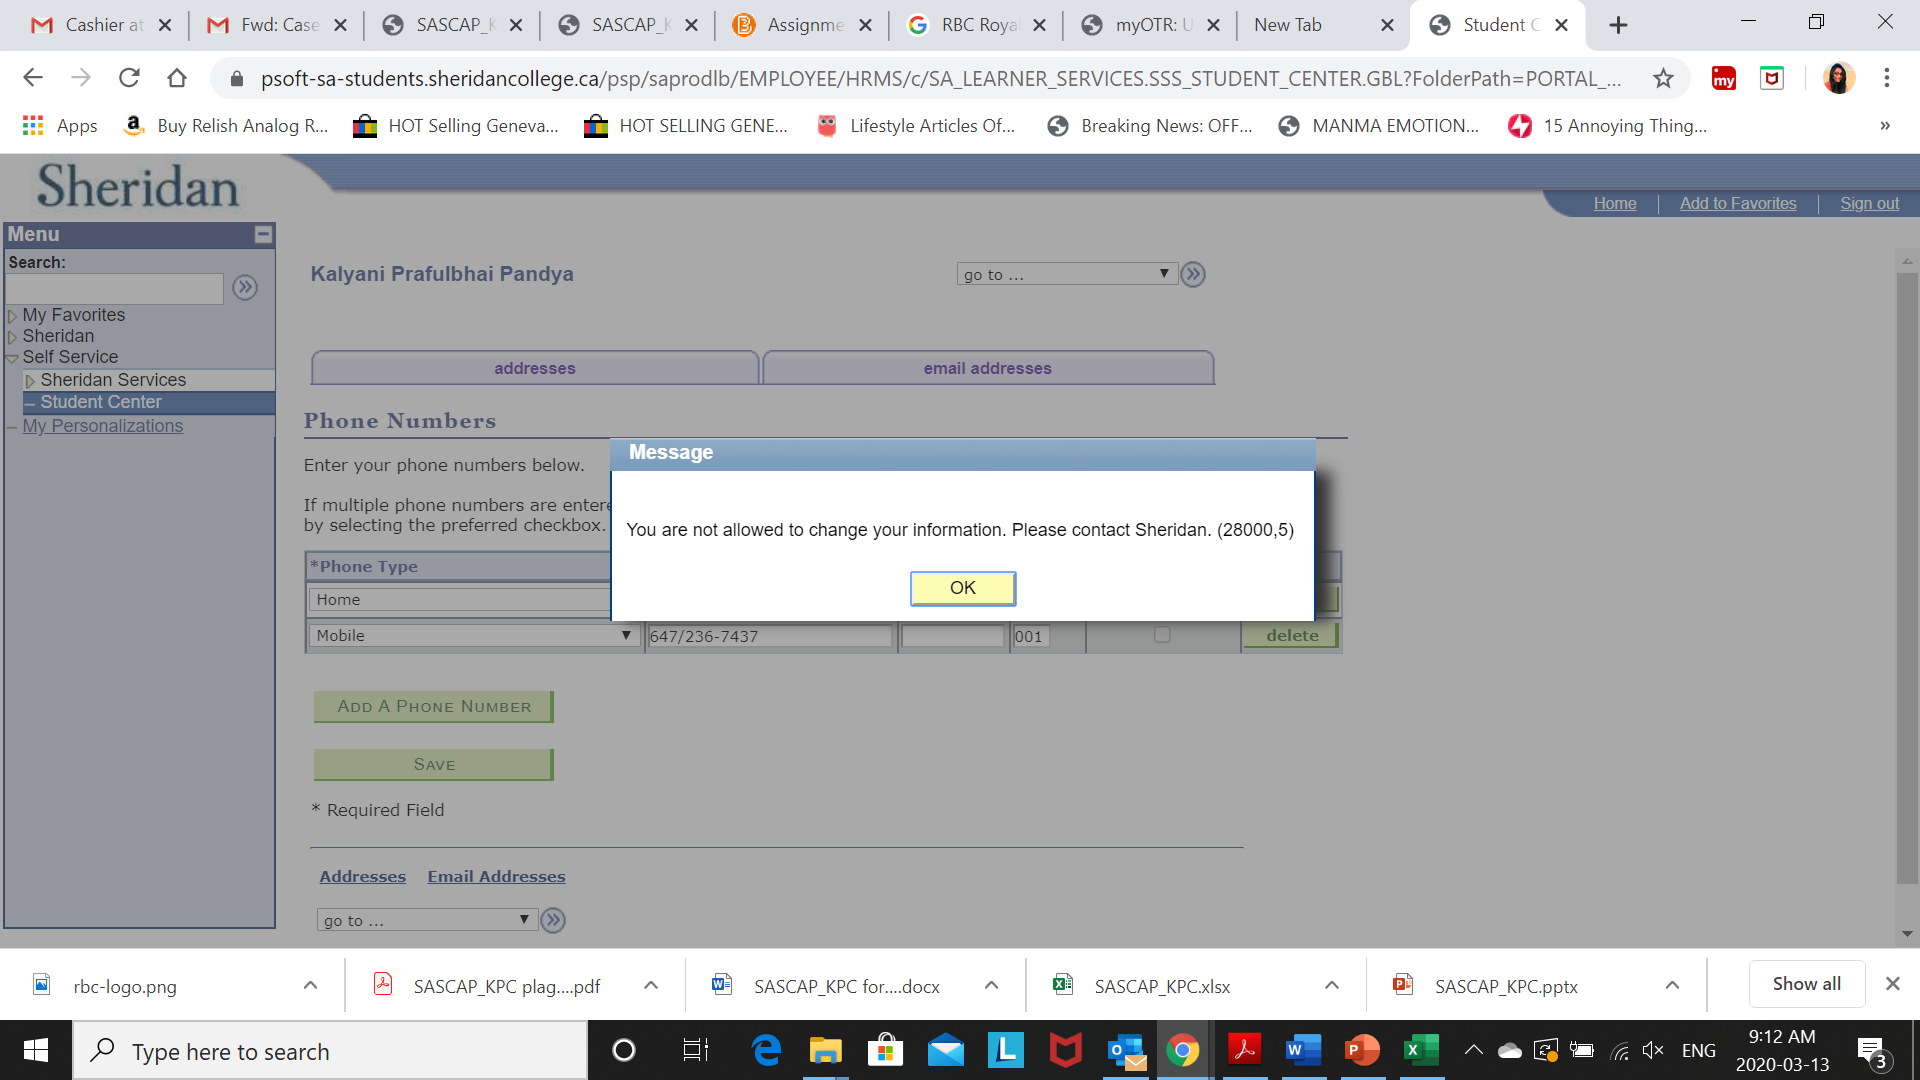 Cashier at
Fwd: Case
SASCAP_K
SASCAP_K
Assignme
RBC Roya
myOTR: U
New Tab
Student C
psoft-sa-students.sheridancollege.ca/psp/saprodlb/EMPLOYEE/HRMS/c/SA_LEARNER_SERVICES.SSS_STUDENT_CENTER.GBL?FolderPath=PORTAL_...
my
Apps
Buy Relish Analog R...
HOT Selling Geneva...
HOT SELLING GENE...
Lifestyle Articles Of...
Breaking News: OFF...
MANMA EMOTION...
15 Annoying Thing...
»
Sheridan
Home
Add to Favorites
Sign out
Menu
Search:
My Favorites
Sheridan
Self Service
Sheridan Services
Student Center
My Personalizations
Kalyani Prafulbhai Pandya
go to ...
addresses
email addresses
Phone Numbers
Enter your phone numbers below.
If multiple phone numbers are entere
by selecting the preferred checkbox.
*Phone Type
Home
Mobile
647/236-7437
001
delete
Message
You are not allowed to change your information. Please contact Sheridan. (28000,5)
OK
ADD A PHONE NUMBER
SAVE
* Required Field
Addresses
Email Addresses
go to ...
rbc-logo.png
SASCAP_KPC plag....pdf
SASCAP_KPC for....docx
SASCAP_KPC.xlsx
SASCAP_KPC.pptx
Show all
Type here to search
ENG
9:12 AM
2020-03-13
3